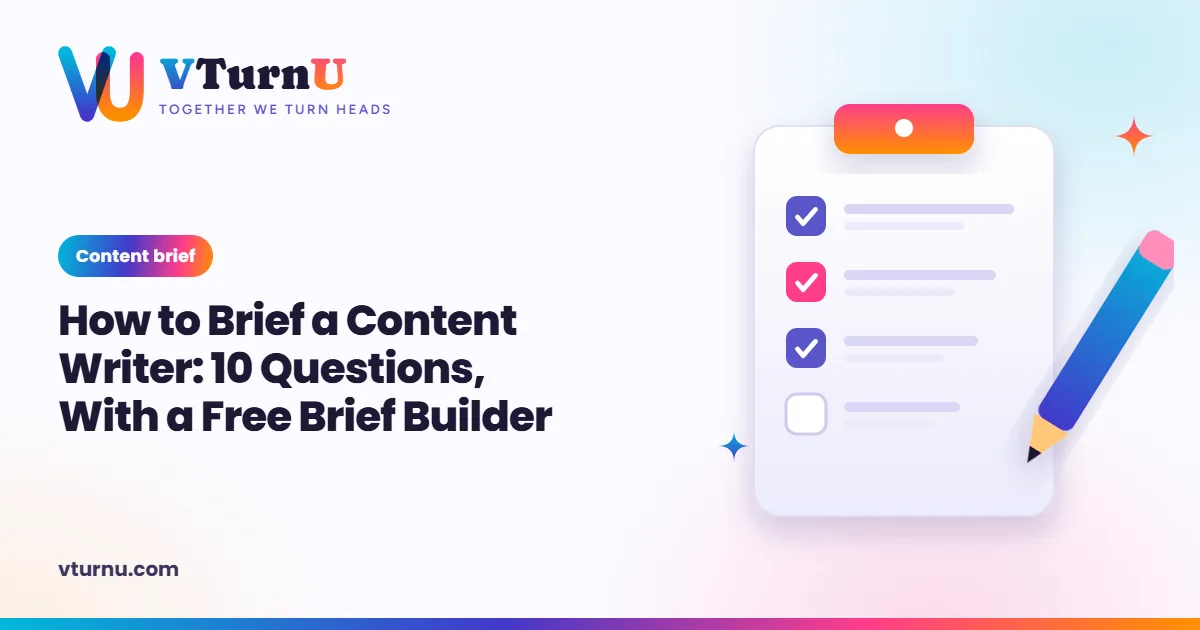 VTurnU
TOGETHER WE TURN HEADS
Content brief
How to Brief a Content
Writer: 10 Questions,
With a Free Brief Builder
vturnu.com